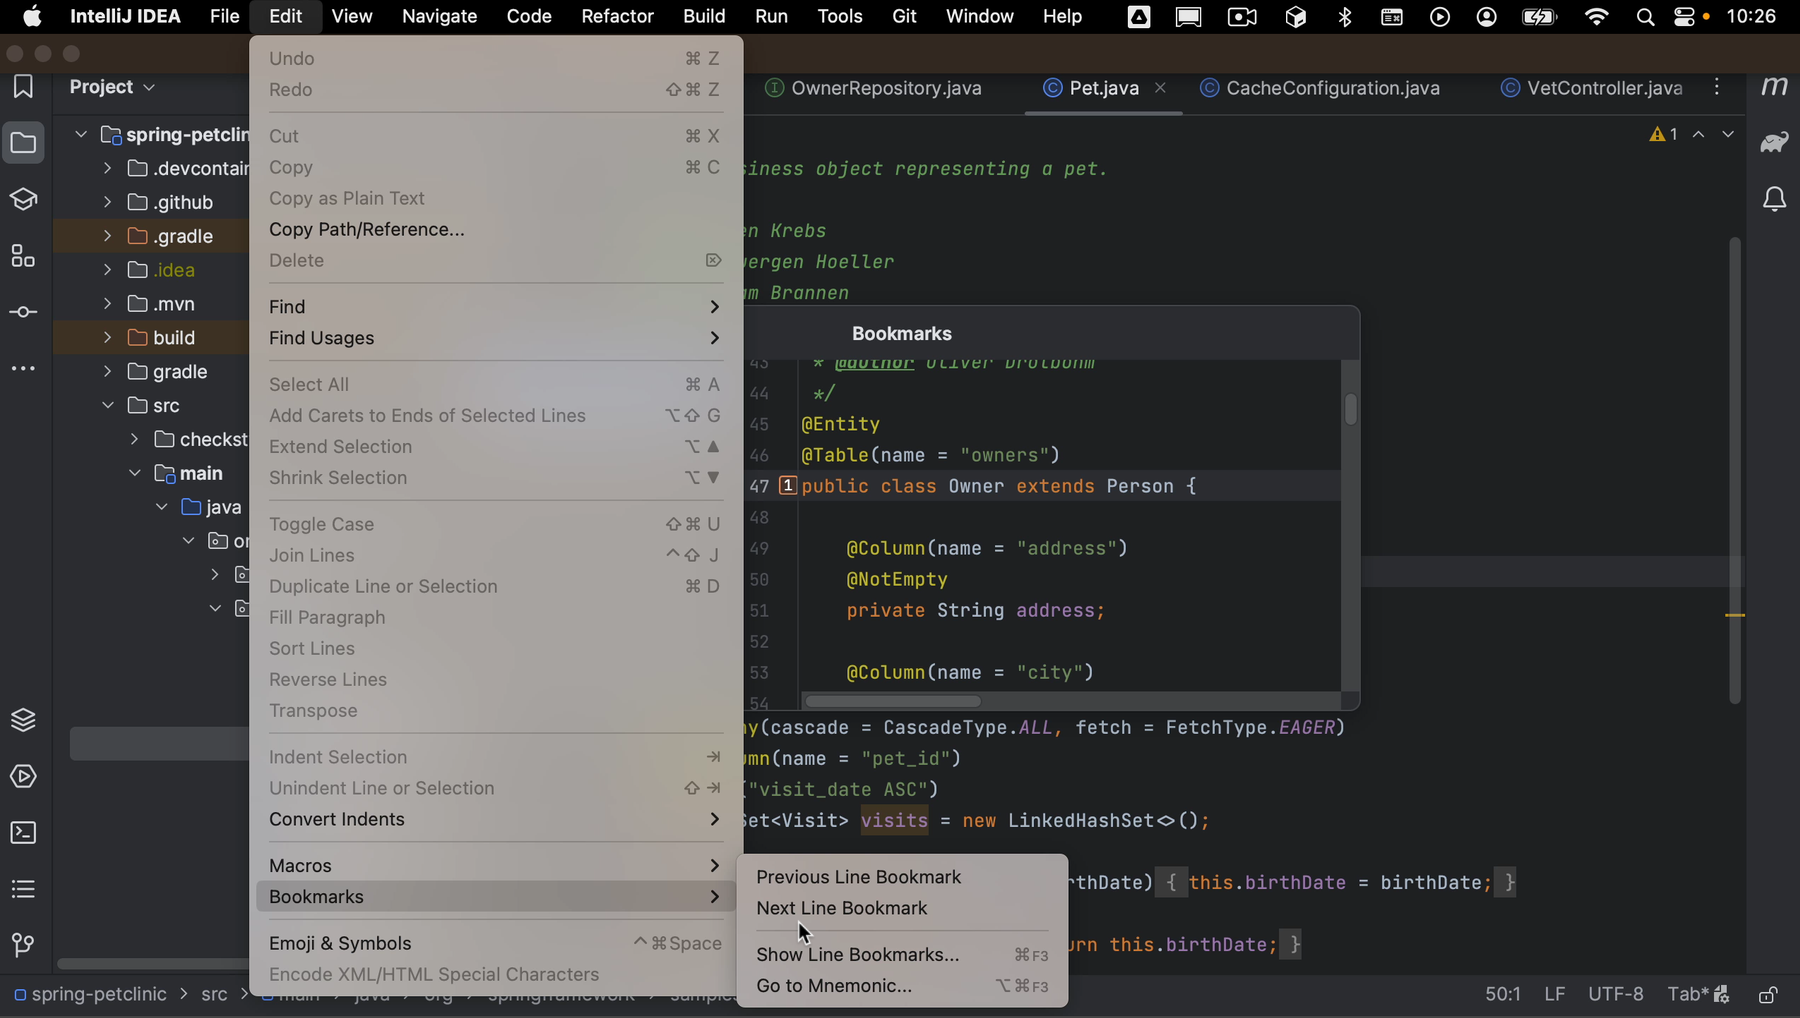 IntelliJ IDEA File Edit View Navigate Code Refactor Build Run Tools Git Window Help 10:26
Project
OwnerRepository.java Pet.java CacheConfiguration.java VetController.java
spring-petclin
.devcontain
.github
.gradle
.idea
.mvn
build
gradle
src
checkst
main
java
or
Undo ⌘ Z
Redo ⇧⌘ Z
Cut ⌘ X
Copy ⌘ C
Copy as Plain Text
Copy Path/Reference...
Delete ⌦
Find
Find Usages
Select All ⌘ A
Add Carets to Ends of Selected Lines ⌥⇧ G
Extend Selection ⌥ ▲
Shrink Selection ⌥ ▼
Toggle Case ⇧⌘ U
Join Lines ^⇧ J
Duplicate Line or Selection ⌘ D
Fill Paragraph
Sort Lines
Reverse Lines
Transpose
Indent Selection ⇥
Unindent Line or Selection ⇧⇥
Convert Indents
Macros
Bookmarks
Emoji & Symbols ^⌘Space
Encode XML/HTML Special Characters
Previous Line Bookmark
Next Line Bookmark
Show Line Bookmarks... ⌘F3
Go to Mnemonic... ⌥⌘F3
1
m
siness object representing a pet.
en Krebs
uergen Hoeller
am Brannen
Bookmarks
43 * @author Oliver Drotbohm
44 */
45 @Entity
46 @Table(name = "owners")
47 1 public class Owner extends Person {
48
49 @Column(name = "address")
50 @NotEmpty
51 private String address;
52
53 @Column(name = "city")
54
ny(cascade = CascadeType.ALL, fetch = FetchType.EAGER)
umn(name = "pet_id")
("visit_date ASC")
Set<Visit> visits = new LinkedHashSet<>();
rthDate) { this.birthDate = birthDate; }
urn this.birthDate; }
spring-petclinic > src > main > java > org > springframework > samples
50:1 LF UTF-8 Tab*